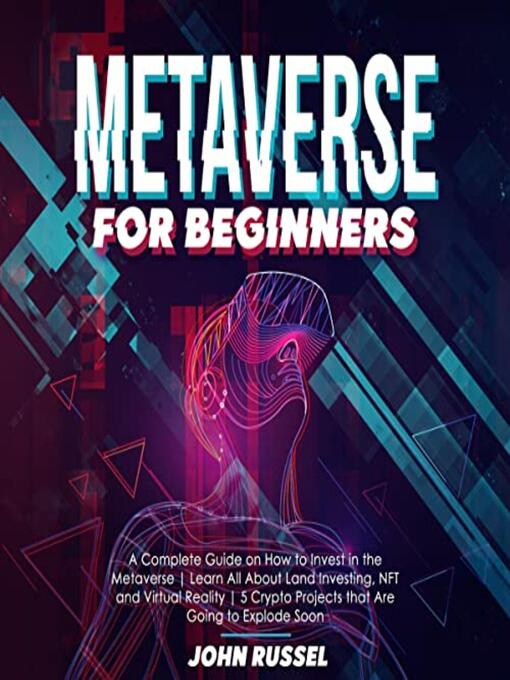 METAVERSE
FOR BEGINNERS
A Complete Guide on How to Invest in the
Metaverse | Learn All About Land Investing, NFT
and Virtual Reality | 5 Crypto Projects that Are
Going to Explode Soon
JOHN RUSSEL